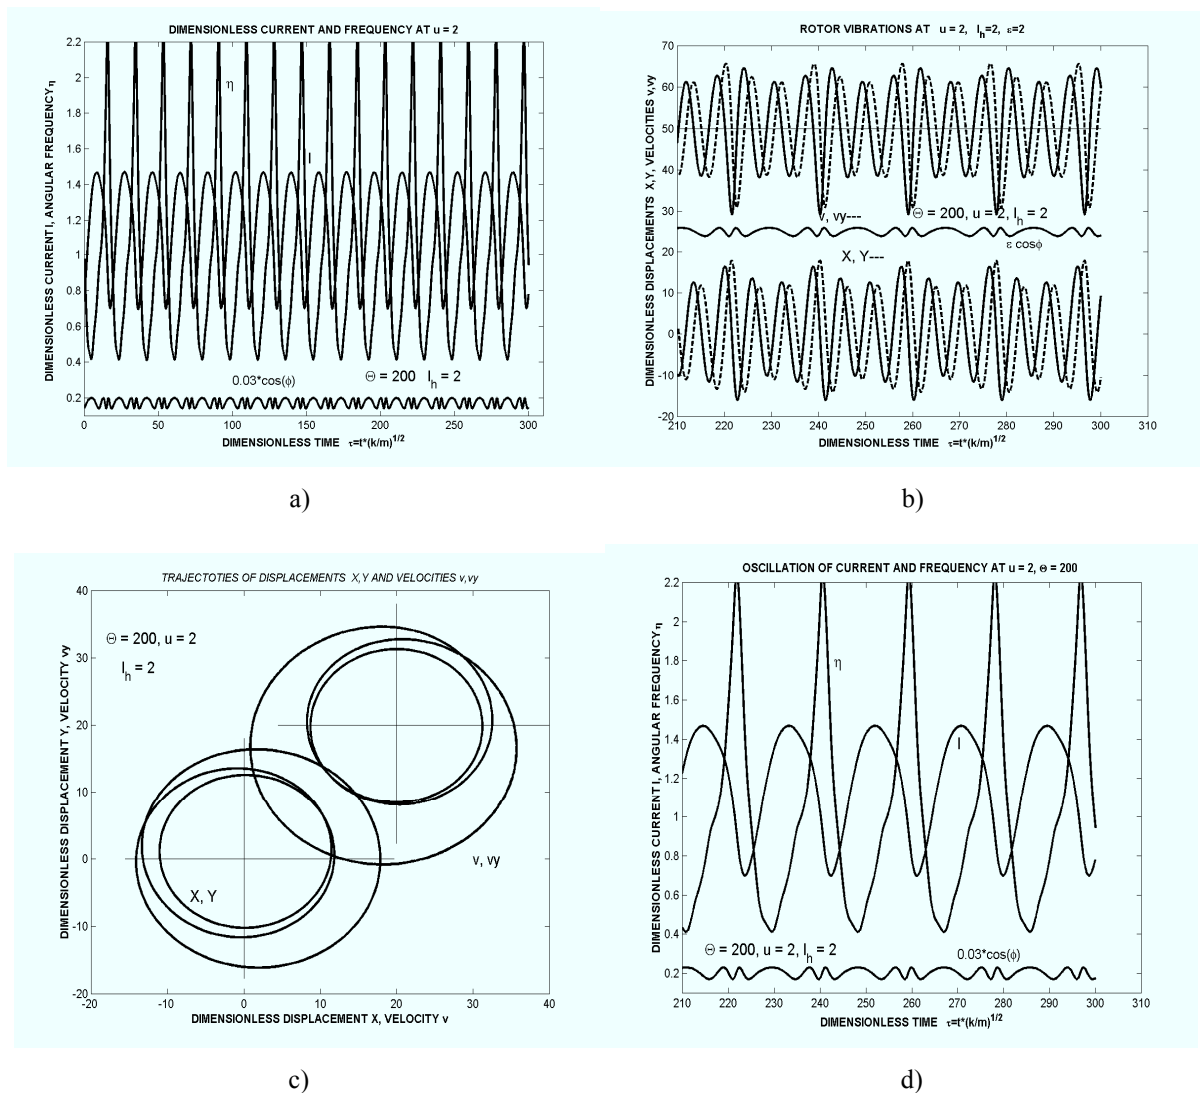 DIMENSIONLESS CURRENT AND FREQUENCY AT u = 2
DIMENSIONLESS CURRENT I, ANGULAR FREQUENCY η
2.2
2
1.8
1.6
1.4
1.2
1
0.8
0.6
0.4
0.2
η
I
Θ = 200 I_h = 2
0.03*cos(ϕ)
0 50 100 150 200 250 300
DIMENSIONLESS TIME τ=t*(k/m)^1/2
a)
ROTOR VIBRATIONS AT u = 2, I_h=2, ε=2
DIMENSIONLESS DISPLACEMENTS X,Y, VELOCITIES v,vy
70
60
50
40
30
20
10
0
-10
-20
v, vy---
Θ = 200, u = 2, I_h = 2
ε cosϕ
X, Y---
210 220 230 240 250 260 270 280 290 300 310
DIMENSIONLESS TIME τ=t*(k/m)^1/2
b)
TRAJECTOTIES OF DISPLACEMENTS X,Y AND VELOCITIES v,vy
DIMENSIONLESS DISPLACEMENT Y, VELOCITY vy
40
30
20
10
0
-10
-20
Θ = 200, u = 2
I_h = 2
v, vy
X, Y
-20 -10 0 10 20 30 40
DIMENSIONLESS DISPLACEMENT X, VELOCITY v
c)
OSCILLATION OF CURRENT AND FREQUENCY AT u = 2, Θ = 200
DIMENSIONLESS CURRENT I, ANGULAR FREQUENCY η
2.2
2
1.8
1.6
1.4
1.2
1
0.8
0.6
0.4
0.2
η
I
Θ = 200, u = 2, I_h = 2
0.03*cos(ϕ)
210 220 230 240 250 260 270 280 290 300 310
DIMENSIONLESS TIME τ=t*(k/m)^1/2
d)